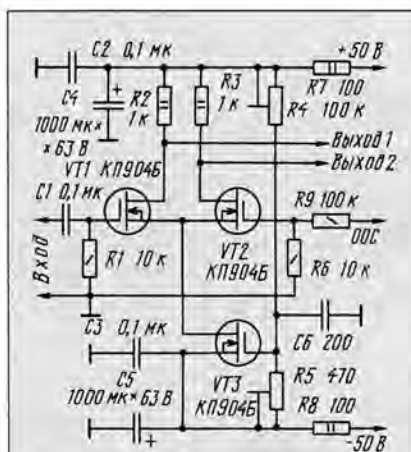 C2 0,1 мк
+50 В
C4
R2
1к
R3
1к
R7 100
R4
100 к
1000 мк×
×63 В
VT1 КП904Б
Выход 1
Выход 2
C1 0,1 мк
R9 100 к
ООС
Вход
R1 10 к
VT2
КП904Б
R6 10 к
C3 0,1 мк
C6 200
C5
1000 мк×63 В
VT3
КП904Б
R5 470
R8 100
-50 В